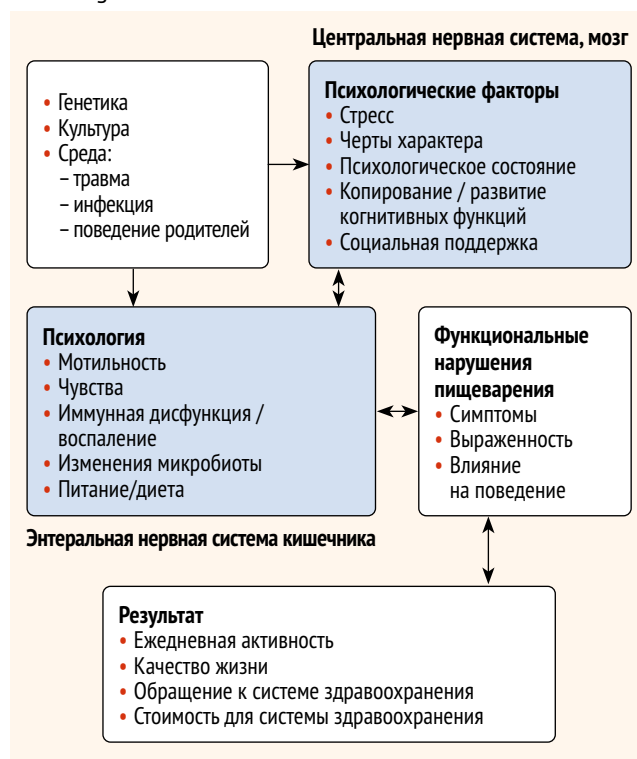 Центральная нервная система, мозг
• Генетика
• Культура
• Среда:
– травма
– инфекция
– поведение родителей
Психологические факторы
• Стресс
• Черты характера
• Психологическое состояние
• Копирование / развитие
когнитивных функций
• Социальная поддержка
Психология
• Мотильность
• Чувства
• Иммунная дисфункция /
воспаление
• Изменения микробиоты
• Питание/диета
Функциональные
нарушения
пищеварения
• Симптомы
• Выраженность
• Влияние
на поведение
Энтеральная нервная система кишечника
Результат
• Ежедневная активность
• Качество жизни
• Обращение к системе здравоохранения
• Стоимость для системы здравоохранения